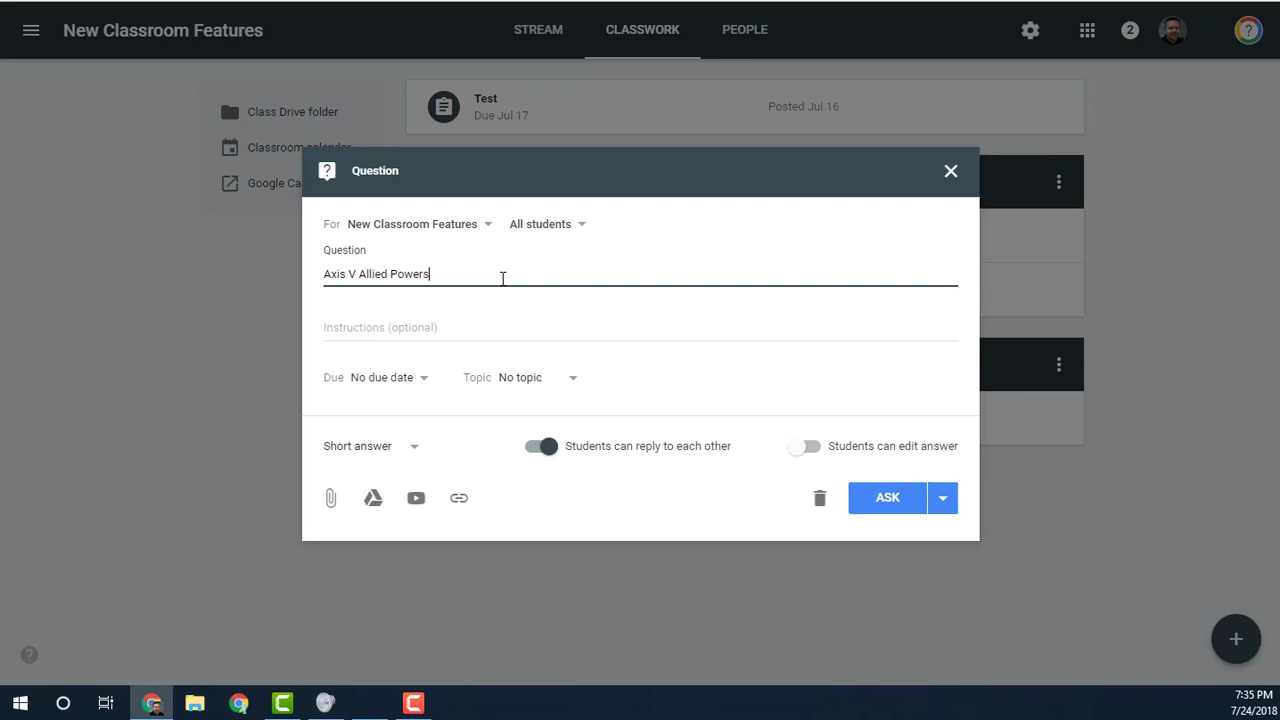 New Classroom Features
STREAM
CLASSWORK
PEOPLE
2
Class Drive folder
Test
Due Jul 17
Posted Jul 16
Classroom calendar
Google Ca
Question
For New Classroom Features
All students
Question
Axis V Allied Powers
Instructions (optional)
Due No due date
Topic No topic
Short answer
Students can reply to each other
Students can edit answer
ASK
7:35 PM
7/24/2018